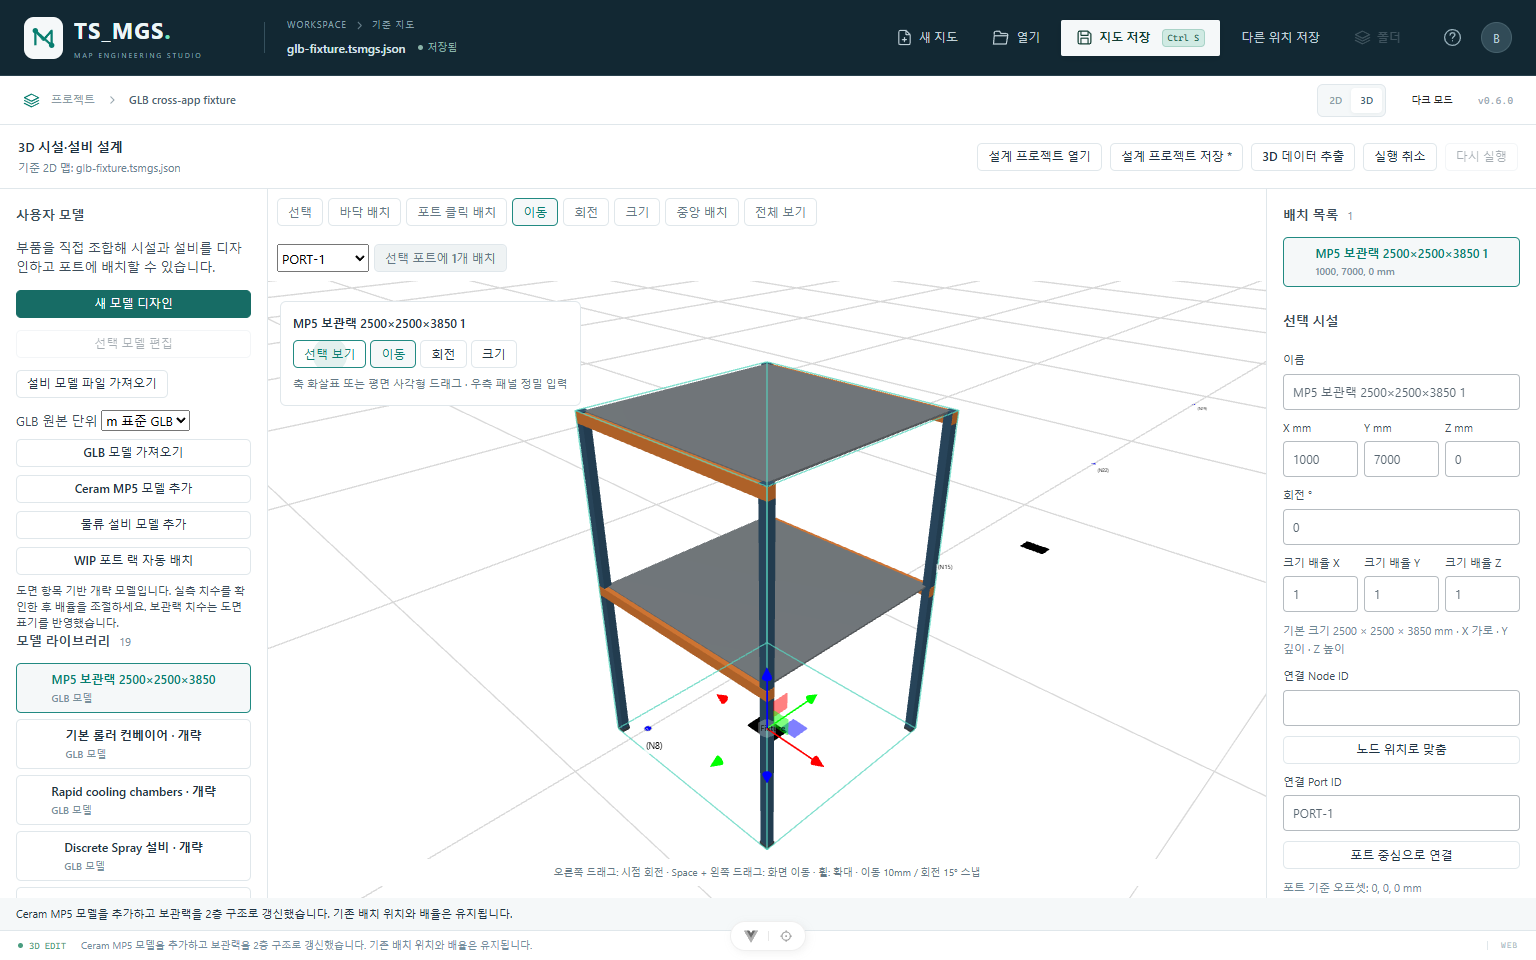 TS_MGS.
MAP ENGINEERING STUDIO
WORKSPACE > 기준 지도
glb-fixture.tsmgs.json 저장됨
새 지도
열기
지도 저장 Ctrl S
다른 위치 저장
폴더
B
프로젝트 > GLB cross-app fixture
2D 3D
다크 모드
v0.6.0
3D 시설·설비 설계
기준 2D 맵: glb-fixture.tsmgs.json
설계 프로젝트 열기
설계 프로젝트 저장 *
3D 데이터 추출
실행 취소
다시 실행
사용자 모델
부품을 직접 조합해 시설과 설비를 디자
인하고 포트에 배치할 수 있습니다.
새 모델 디자인
선택 모델 편집
설비 모델 파일 가져오기
GLB 원본 단위 m 표준 GLB
GLB 모델 가져오기
Ceram MP5 모델 추가
물류 설비 모델 추가
WIP 포트 랙 자동 배치
도면 항목 기반 개략 모델입니다. 실측 치수를 확
인한 후 배율을 조절하세요. 보관랙 치수는 도면
표기를 반영했습니다.
모델 라이브러리 19
MP5 보관랙 2500×2500×3850
GLB 모델
기본 롤러 컨베이어 · 개략
GLB 모델
Rapid cooling chambers · 개략
GLB 모델
Discrete Spray 설비 · 개략
GLB 모델
선택
바닥 배치
포트 클릭 배치
이동
회전
크기
중앙 배치
전체 보기
PORT-1
선택 포트에 1개 배치
MP5 보관랙 2500×2500×3850 1
선택 보기
이동
회전
크기
축 화살표 또는 평면 사각형 드래그 · 우측 패널 정밀 입력
(N22)
(N15)
(N8)
오른쪽 드래그: 시점 회전 · Space + 왼쪽 드래그: 화면 이동 · 휠: 확대 · 이동 10mm / 회전 15° 스냅
배치 목록 1
MP5 보관랙 2500×2500×3850 1
1000, 7000, 0 mm
선택 시설
이름
MP5 보관랙 2500×2500×3850 1
X mm Y mm Z mm
1000 7000 0
회전 °
0
크기 배율 X 크기 배율 Y 크기 배율 Z
1 1 1
기본 크기 2500 × 2500 × 3850 mm · X 가로 · Y
깊이 · Z 높이
연결 Node ID
노드 위치로 맞춤
연결 Port ID
PORT-1
포트 중심으로 연결
포트 기준 오프셋: 0, 0, 0 mm
Ceram MP5 모델을 추가하고 보관랙을 2층 구조로 갱신했습니다. 기존 배치 위치와 배율은 유지됩니다.
3D EDIT Ceram MP5 모델을 추가하고 보관랙을 2층 구조로 갱신했습니다. 기존 배치 위치와 배율은 유지됩니다.
WEB